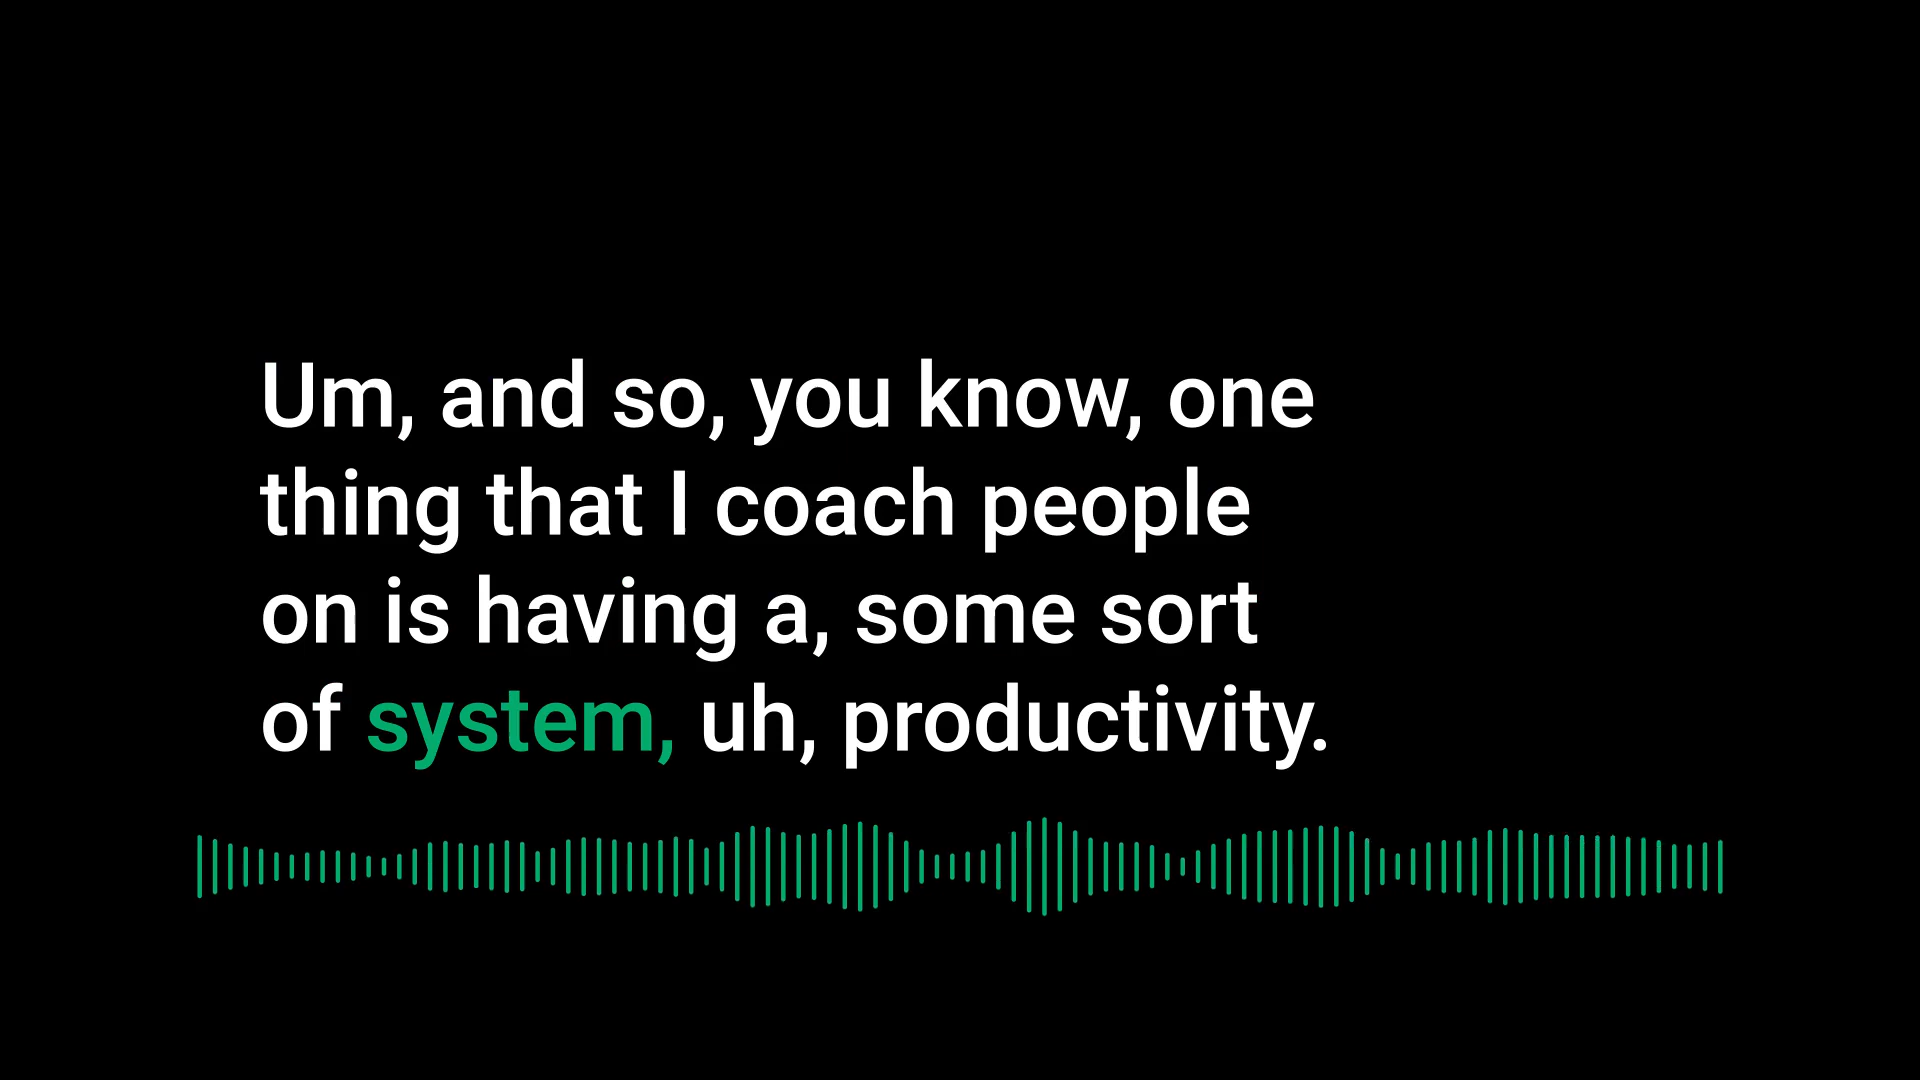 Um, and so, you know, one
thing that I coach people
on is having a, some sort
of system, uh, productivity.